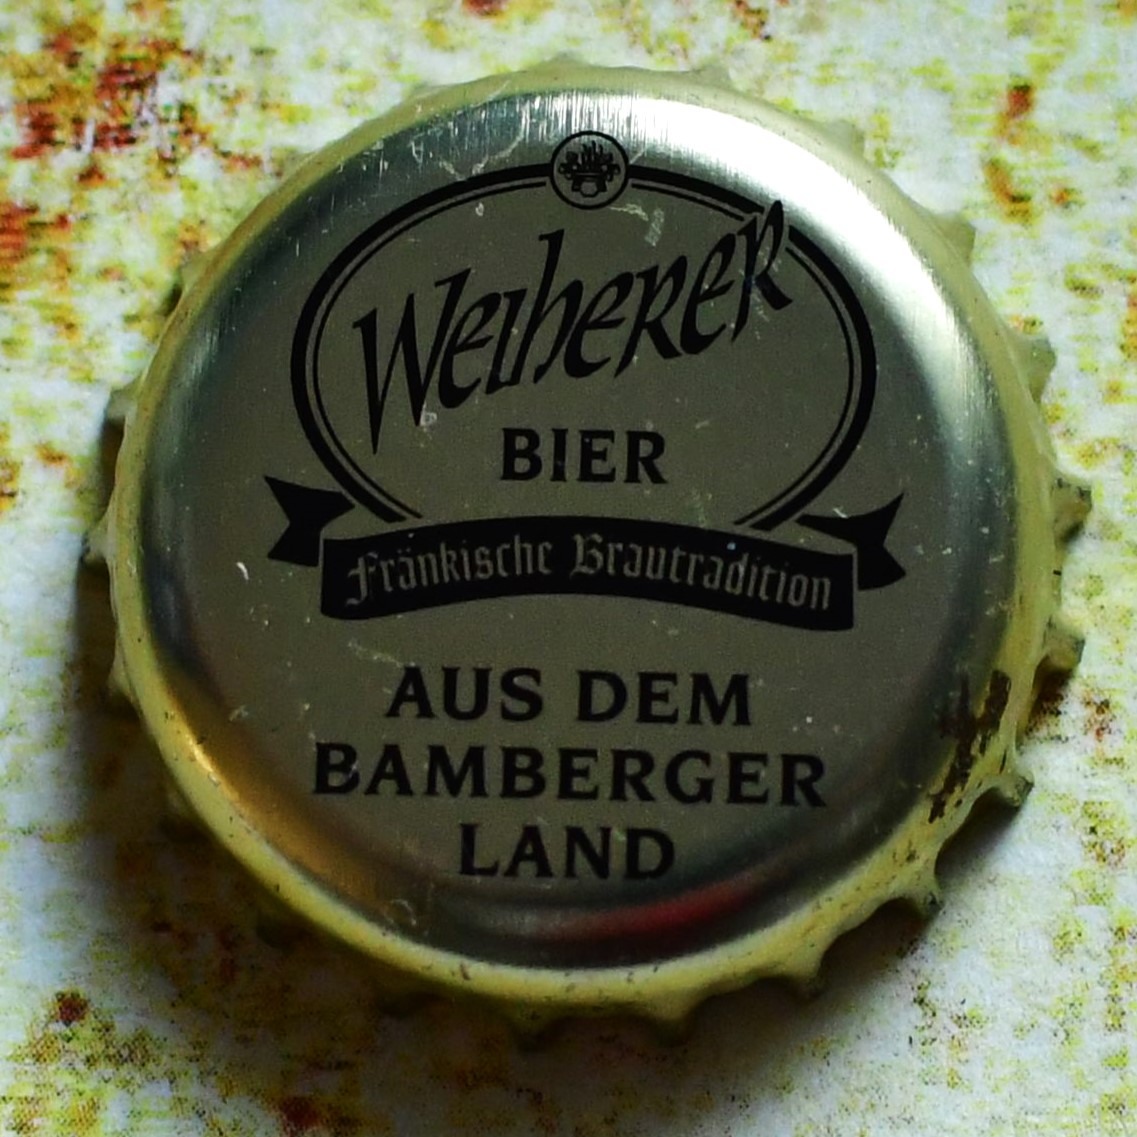 Weiherer
BIER
Fränkische Brautradition
AUS DEM
BAMBERGER
LAND